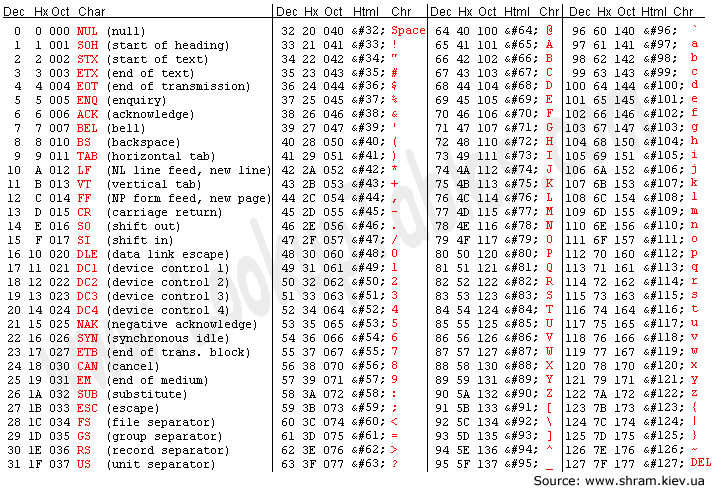 Dec Hx Oct Char Dec Hx Oct Html Chr Dec Hx Oct Html Chr Dec Hx Oct Html Chr
0 0 000 NUL (null) 32 20 040 &#32; Space 64 40 100 &#64; @ 96 60 140 &#96; `
1 1 001 SOH (start of heading) 33 21 041 &#33; ! 65 41 101 &#65; A 97 61 141 &#97; a
2 2 002 STX (start of text) 34 22 042 &#34; " 66 42 102 &#66; B 98 62 142 &#98; b
3 3 003 ETX (end of text) 35 23 043 &#35; # 67 43 103 &#67; C 99 63 143 &#99; c
4 4 004 EOT (end of transmission) 36 24 044 &#36; $ 68 44 104 &#68; D 100 64 144 &#100; d
5 5 005 ENQ (enquiry) 37 25 045 &#37; % 69 45 105 &#69; E 101 65 145 &#101; e
6 6 006 ACK (acknowledge) 38 26 046 &#38; & 70 46 106 &#70; F 102 66 146 &#102; f
7 7 007 BEL (bell) 39 27 047 &#39; ' 71 47 107 &#71; G 103 67 147 &#103; g
8 8 010 BS (backspace) 40 28 050 &#40; ( 72 48 110 &#72; H 104 68 150 &#104; h
9 9 011 TAB (horizontal tab) 41 29 051 &#41; ) 73 49 111 &#73; I 105 69 151 &#105; i
10 A 012 LF (NL line feed, new line) 42 2A 052 &#42; * 74 4A 112 &#74; J 106 6A 152 &#106; j
11 B 013 VT (vertical tab) 43 2B 053 &#43; + 75 4B 113 &#75; K 107 6B 153 &#107; k
12 C 014 FF (NP form feed, new page) 44 2C 054 &#44; , 76 4C 114 &#76; L 108 6C 154 &#108; l
13 D 015 CR (carriage return) 45 2D 055 &#45; - 77 4D 115 &#77; M 109 6D 155 &#109; m
14 E 016 SO (shift out) 46 2E 056 &#46; . 78 4E 116 &#78; N 110 6E 156 &#110; n
15 F 017 SI (shift in) 47 2F 057 &#47; / 79 4F 117 &#79; O 111 6F 157 &#111; o
16 10 020 DLE (data link escape) 48 30 060 &#48; 0 80 50 120 &#80; P 112 70 160 &#112; p
17 11 021 DC1 (device control 1) 49 31 061 &#49; 1 81 51 121 &#81; Q 113 71 161 &#113; q
18 12 022 DC2 (device control 2) 50 32 062 &#50; 2 82 52 122 &#82; R 114 72 162 &#114; r
19 13 023 DC3 (device control 3) 51 33 063 &#51; 3 83 53 123 &#83; S 115 73 163 &#115; s
20 14 024 DC4 (device control 4) 52 34 064 &#52; 4 84 54 124 &#84; T 116 74 164 &#116; t
21 15 025 NAK (negative acknowledge) 53 35 065 &#53; 5 85 55 125 &#85; U 117 75 165 &#117; u
22 16 026 SYN (synchronous idle) 54 36 066 &#54; 6 86 56 126 &#86; V 118 76 166 &#118; v
23 17 027 ETB (end of trans. block) 55 37 067 &#55; 7 87 57 127 &#87; W 119 77 167 &#119; w
24 18 030 CAN (cancel) 56 38 070 &#56; 8 88 58 130 &#88; X 120 78 170 &#120; x
25 19 031 EM (end of medium) 57 39 071 &#57; 9 89 59 131 &#89; Y 121 79 171 &#121; y
26 1A 032 SUB (substitute) 58 3A 072 &#58; : 90 5A 132 &#90; Z 122 7A 172 &#122; z
27 1B 033 ESC (escape) 59 3B 073 &#59; ; 91 5B 133 &#91; [ 123 7B 173 &#123; {
28 1C 034 FS (file separator) 60 3C 074 &#60; < 92 5C 134 &#92; \ 124 7C 174 &#124; |
29 1D 035 GS (group separator) 61 3D 075 &#61; = 93 5D 135 &#93; ] 125 7D 175 &#125; }
30 1E 036 RS (record separator) 62 3E 076 &#62; > 94 5E 136 &#94; ^ 126 7E 176 &#126; ~
31 1F 037 US (unit separator) 63 3F 077 &#63; ? 95 5F 137 &#95; _ 127 7F 177 &#127; DEL
Source: www.shram.kiev.ua